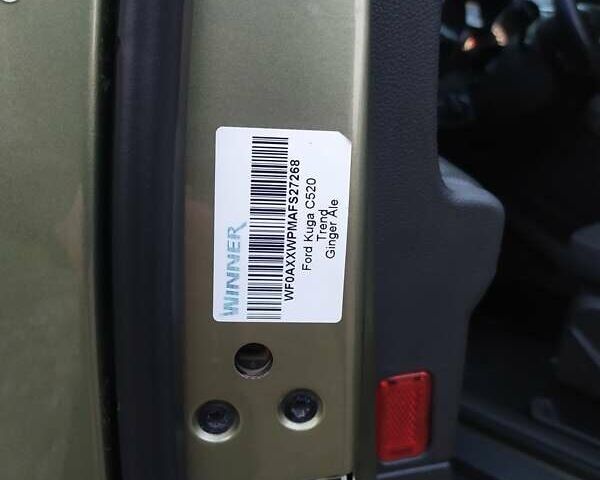 WINNER
WF0AXXWPMAFS27268
Ford Kuga C520
Trend
Ginger Ale